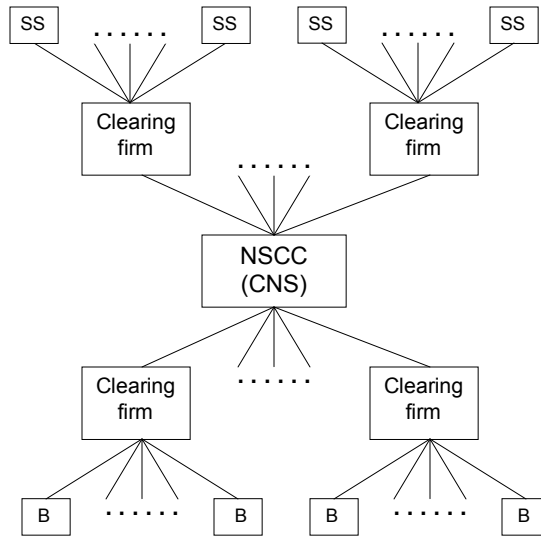 SS
......
SS
SS
......
SS
Clearing
firm
Clearing
firm
......
NSCC
(CNS)
Clearing
firm
......
Clearing
firm
B
......
B
B
......
B